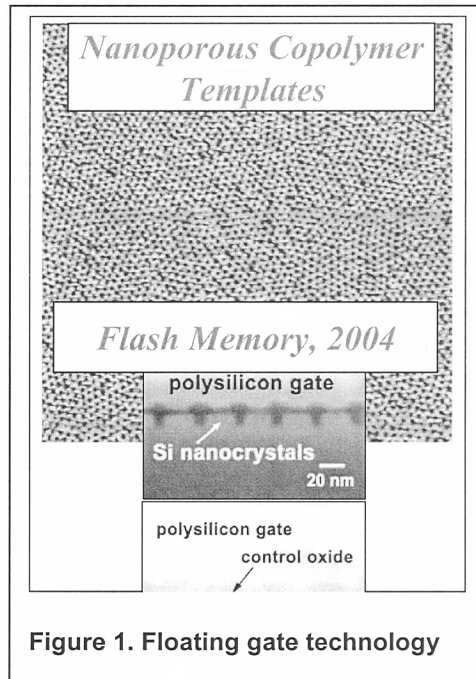 Nanoporous Copolymer
Templates
Flash Memory, 2004
polysilicon gate
Si nanocrystals
20 nm
polysilicon gate
control oxide
Figure 1. Floating gate technology